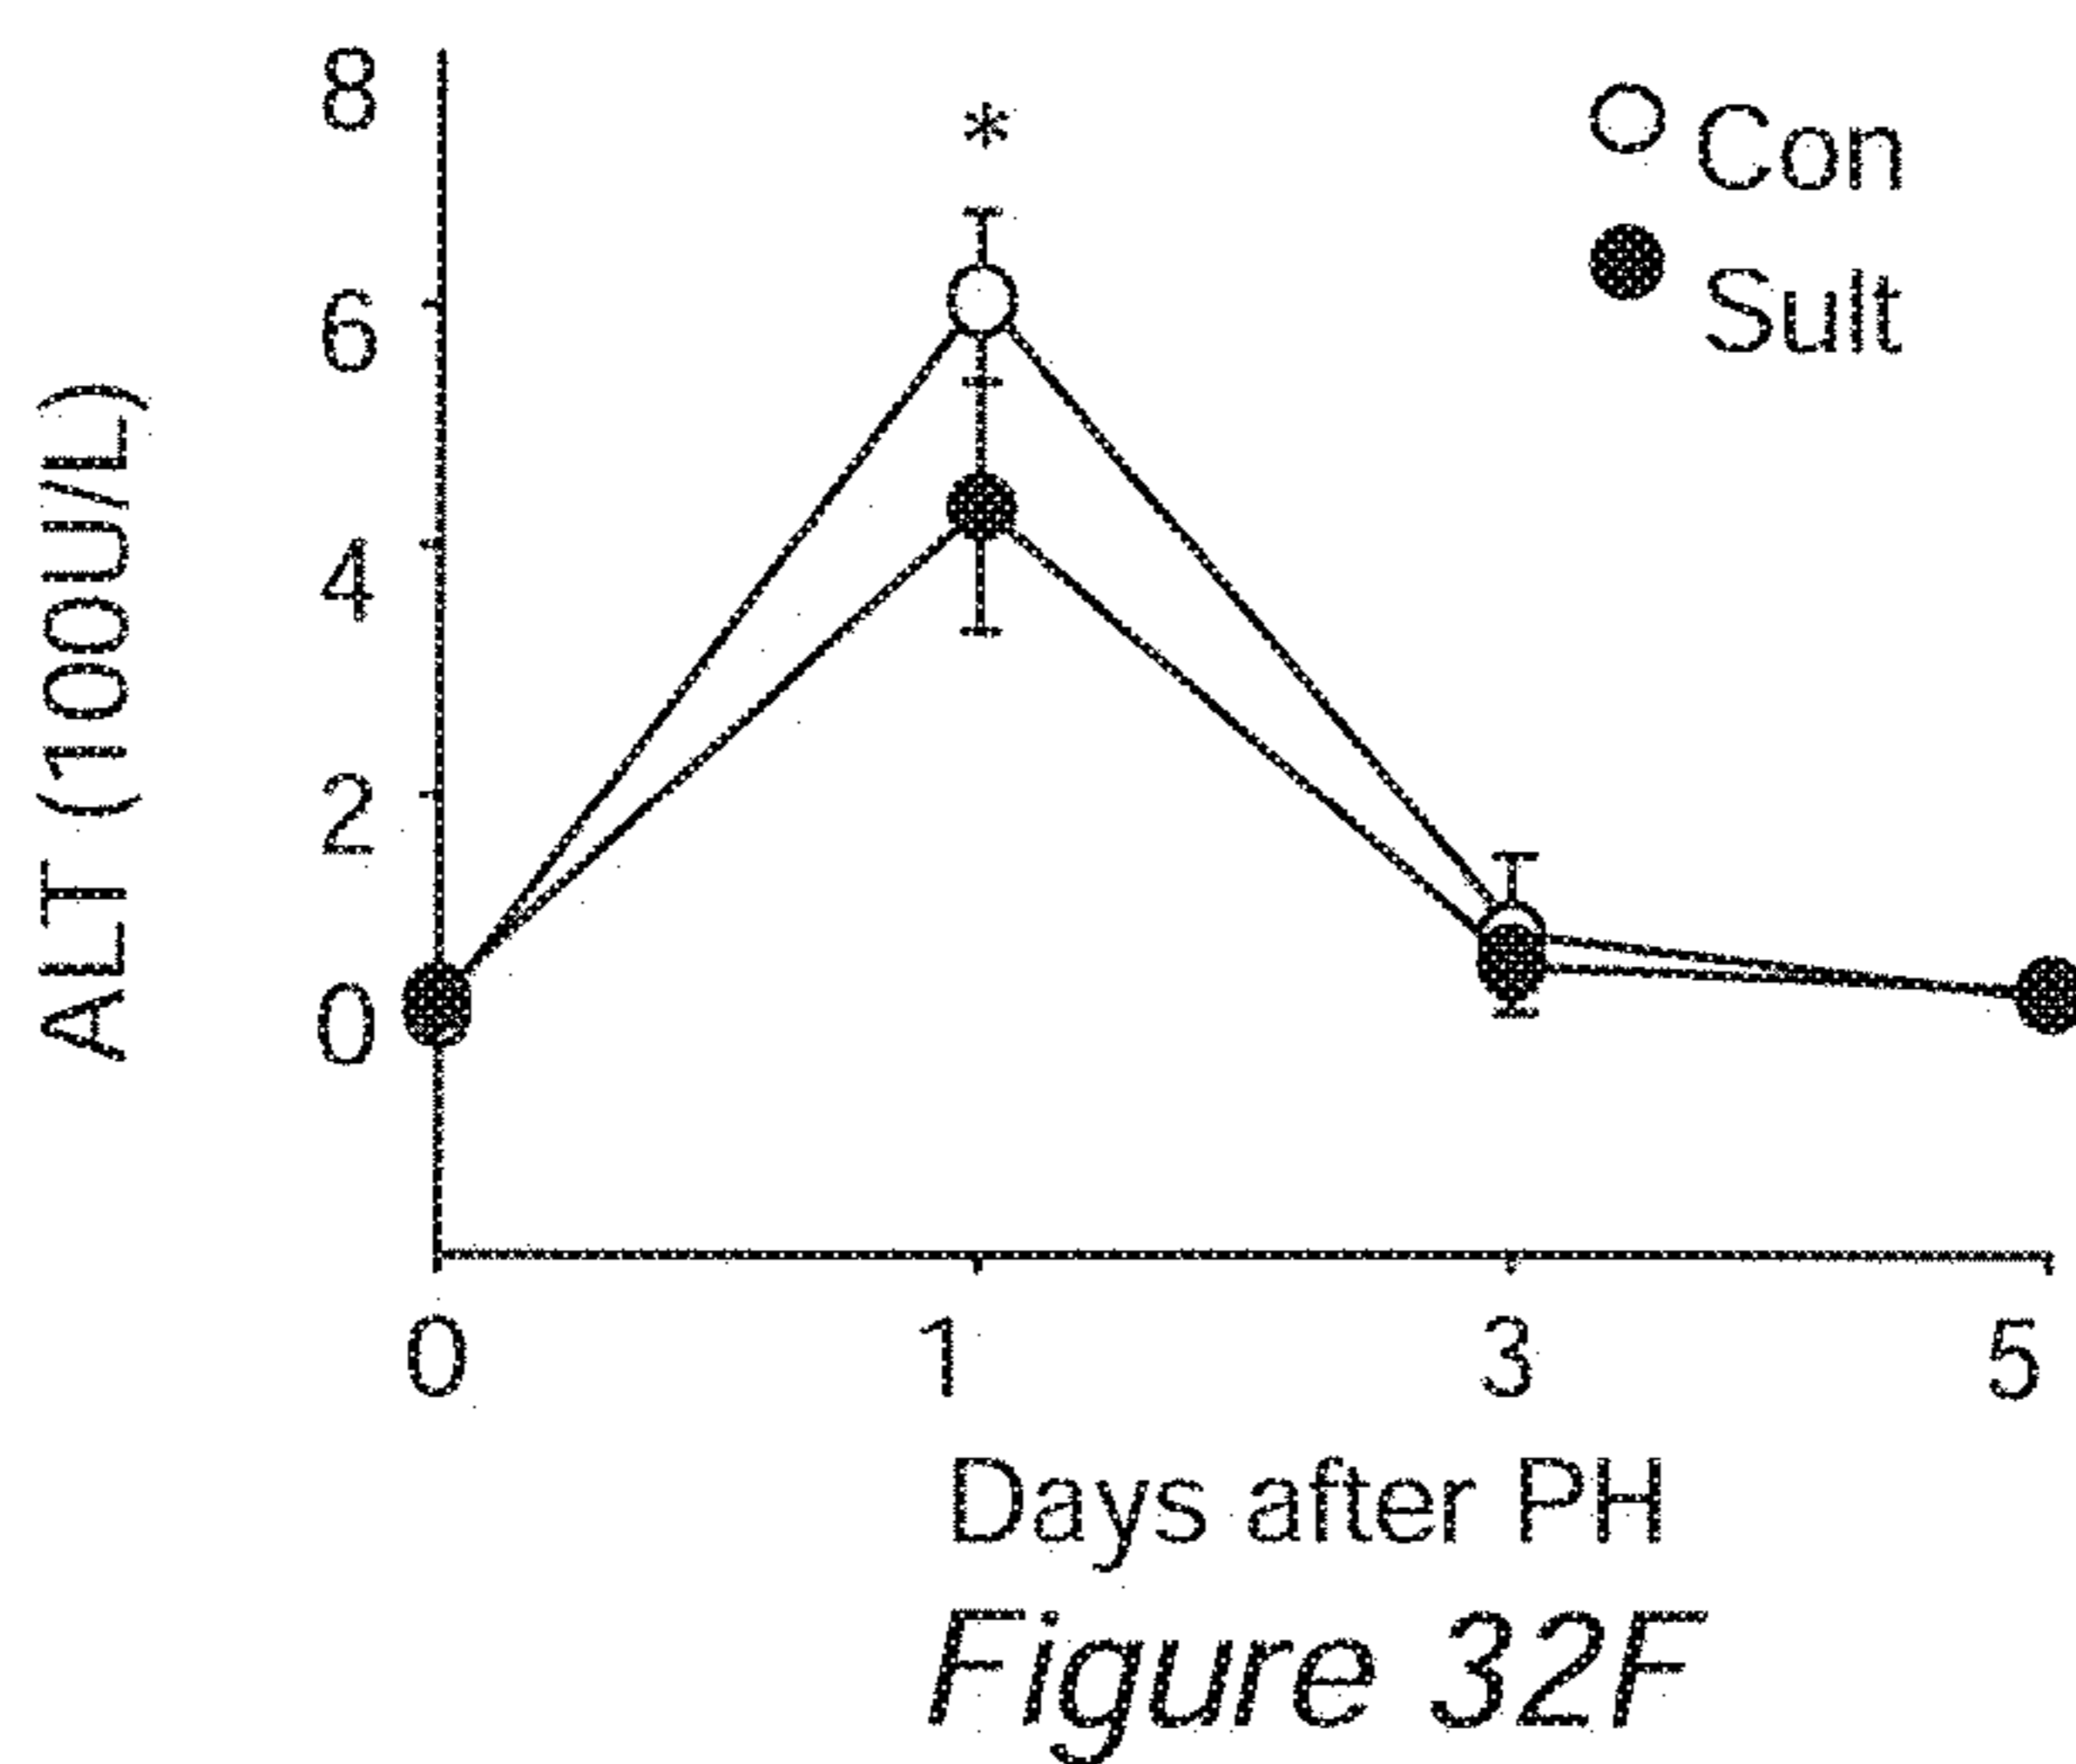 ALT (100U/L)
8
6
4
2
0
*
Con
Sult
0 1 3 5
Days after PH
Figure 32F